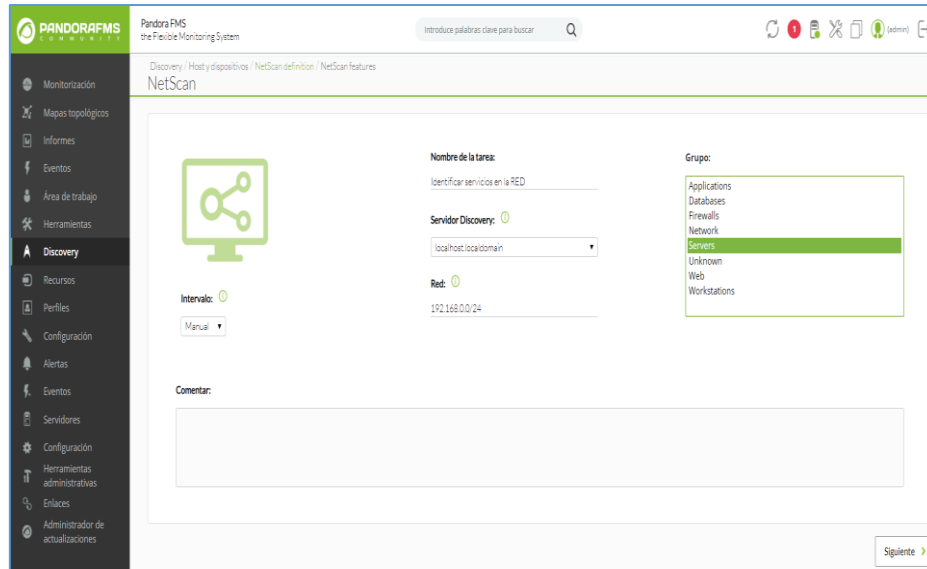 PANDORAFMS
COMMUNITY
Pandora FMS
the Flexible Monitoring System
Introduce palabras clave para buscar
1
(admin)
Discovery / Host y dispositivos / NetScan definition / NetScan features
NetScan
Monitorización
Mapas topológicos
Informes
Eventos
Área de trabajo
Herramientas
Discovery
Recursos
Perfiles
Configuración
Alertas
Eventos
Servidores
Configuración
Herramientas
administrativas
Enlaces
Administrador de
actualizaciones
Intervalo:
Manual
Nombre de la tarea:
Identificar servicios en la RED
Servidor Discovery:
localhost.localdomain
Red:
192.168.0.0/24
Grupo:
Applications
Databases
Firewalls
Network
Servers
Unknown
Web
Workstations
Comentar:
Siguiente